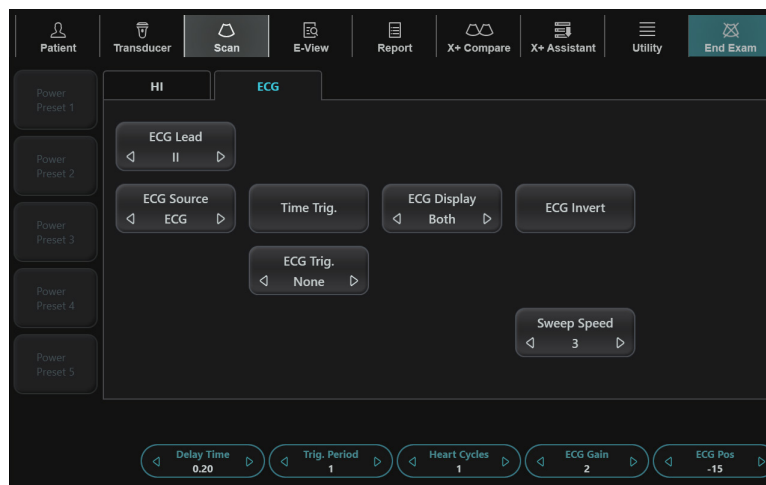 Patient Transducer Scan E-View Report X+ Compare X+ Assistant Utility End Exam
HI ECG
Power
Preset 1
Power
Preset 2
Power
Preset 3
Power
Preset 4
Power
Preset 5
ECG Lead
II
ECG Source
ECG
Time Trig.
ECG Display
Both
ECG Invert
ECG Trig.
None
Sweep Speed
3
Delay Time
0.20
Trig. Period
1
Heart Cycles
1
ECG Gain
2
ECG Pos
-15